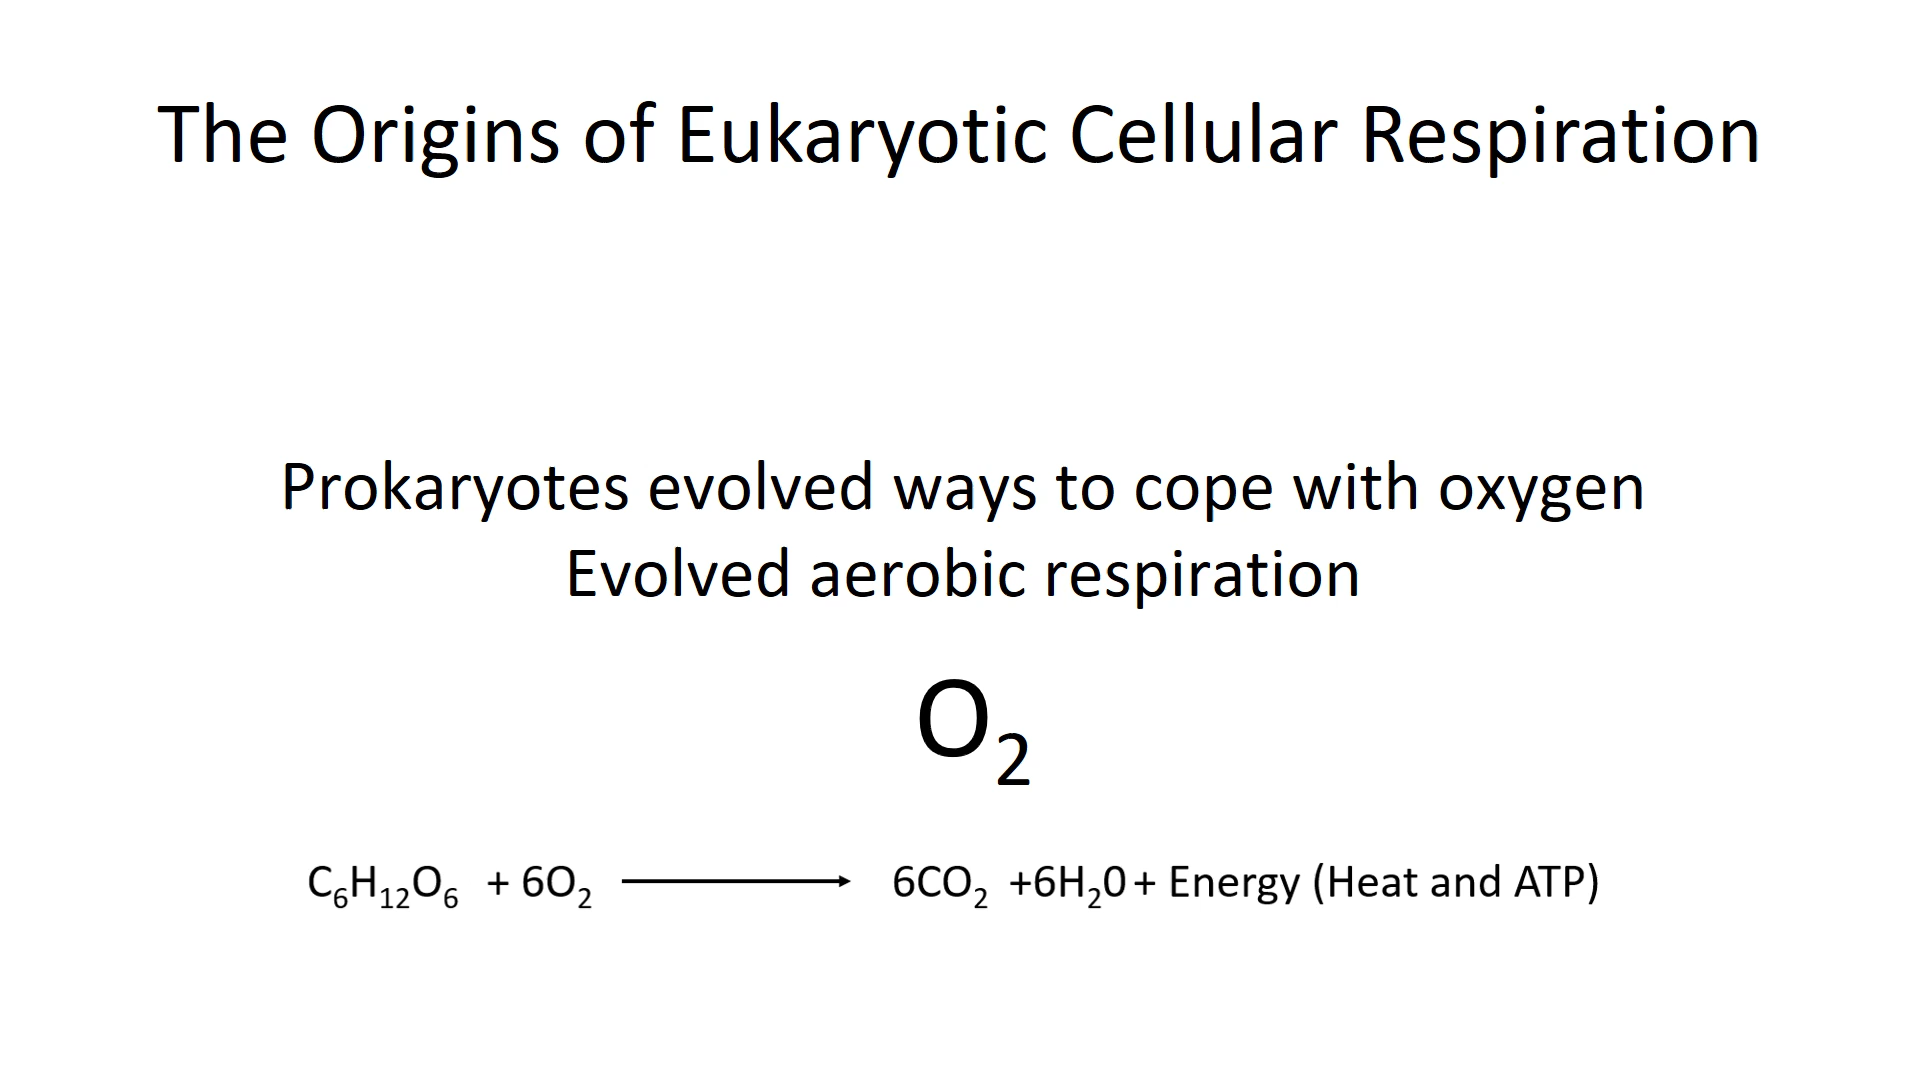 The Origins of Eukaryotic Cellular Respiration
Prokaryotes evolved ways to cope with oxygen
Evolved aerobic respiration
O₂
C₆H₁₂O₆ + 6O₂ ⟶ 6CO₂ +6H₂0 + Energy (Heat and ATP)